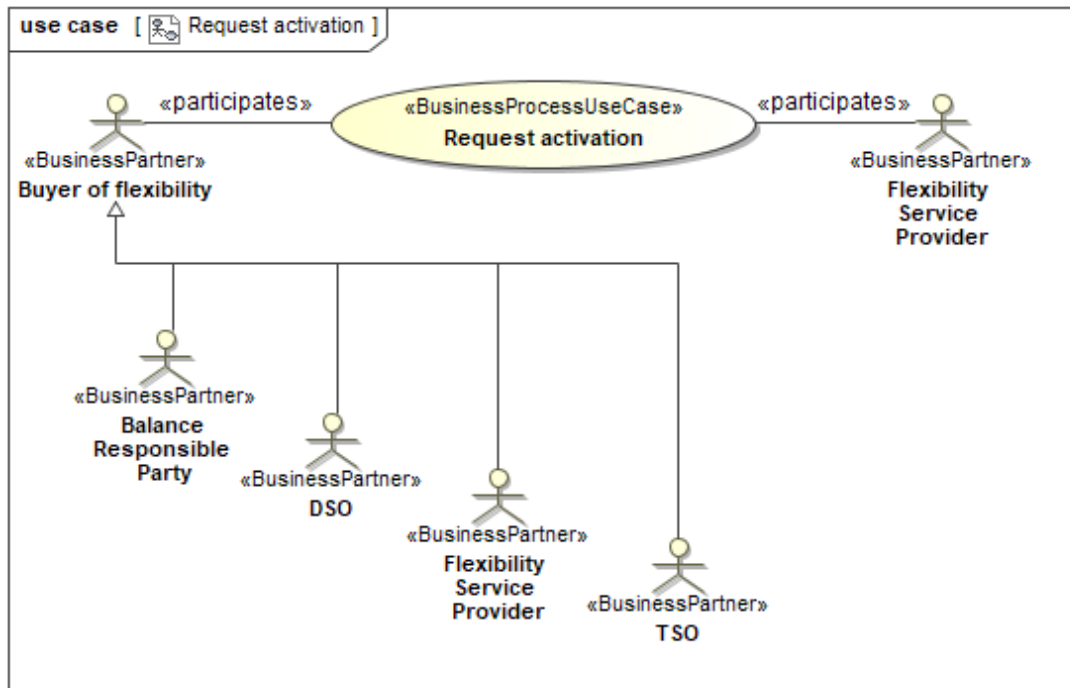 use case [ Request activation ]
«participates»
«BusinessProcessUseCase»
Request activation
«participates»
«BusinessPartner»
Buyer of flexibility
«BusinessPartner»
Flexibility
Service
Provider
«BusinessPartner»
Balance
Responsible
Party
«BusinessPartner»
DSO
«BusinessPartner»
Flexibility
Service
Provider
«BusinessPartner»
TSO